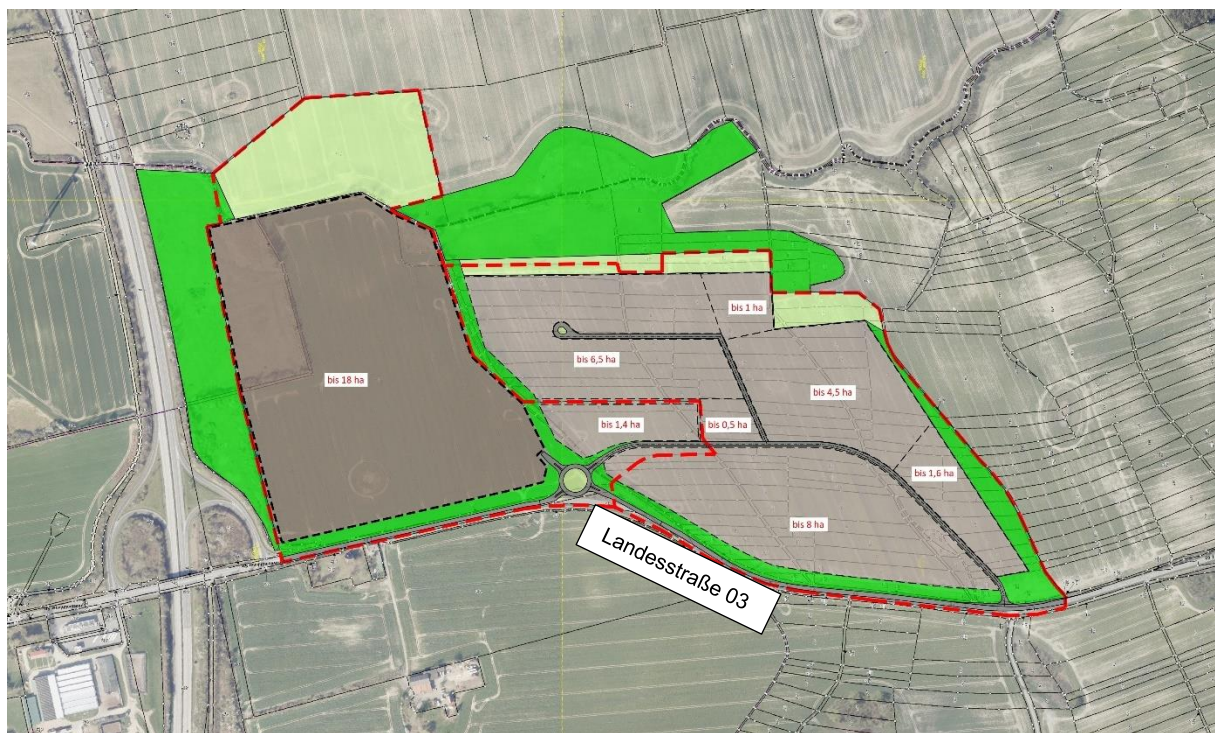 bis 1 ha
bis 6,5 ha
bis 18 ha
bis 4,5 ha
bis 1,4 ha
bis 0,5 ha
bis 1,6 ha
bis 8 ha
Landesstraße 03